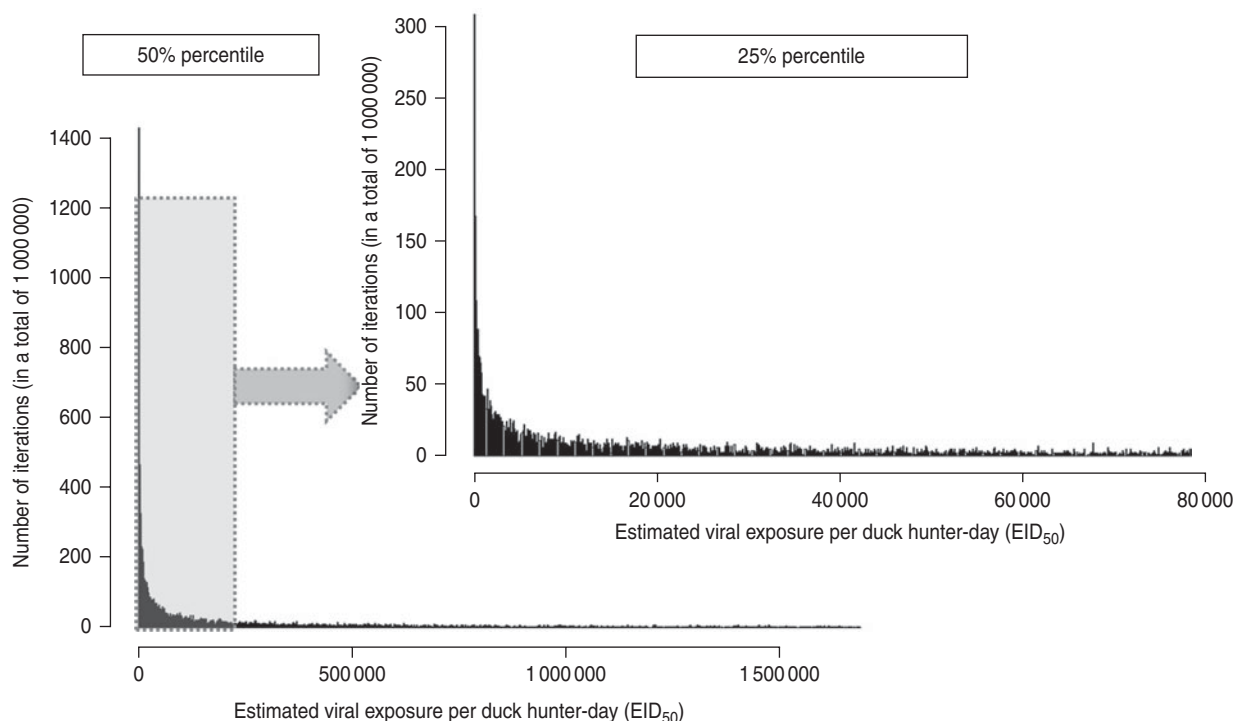 50% percentile
1400
1200
1000
800
600
400
200
0
Number of iterations (in a total of 1 000 000)
0
500 000
1 000 000
1 500 000
Estimated viral exposure per duck hunter-day (EID50)
25% percentile
300
250
200
150
100
50
0
Number of iterations (in a total of 1 000 000)
0
20 000
40 000
60 000
80 000
Estimated viral exposure per duck hunter-day (EID50)